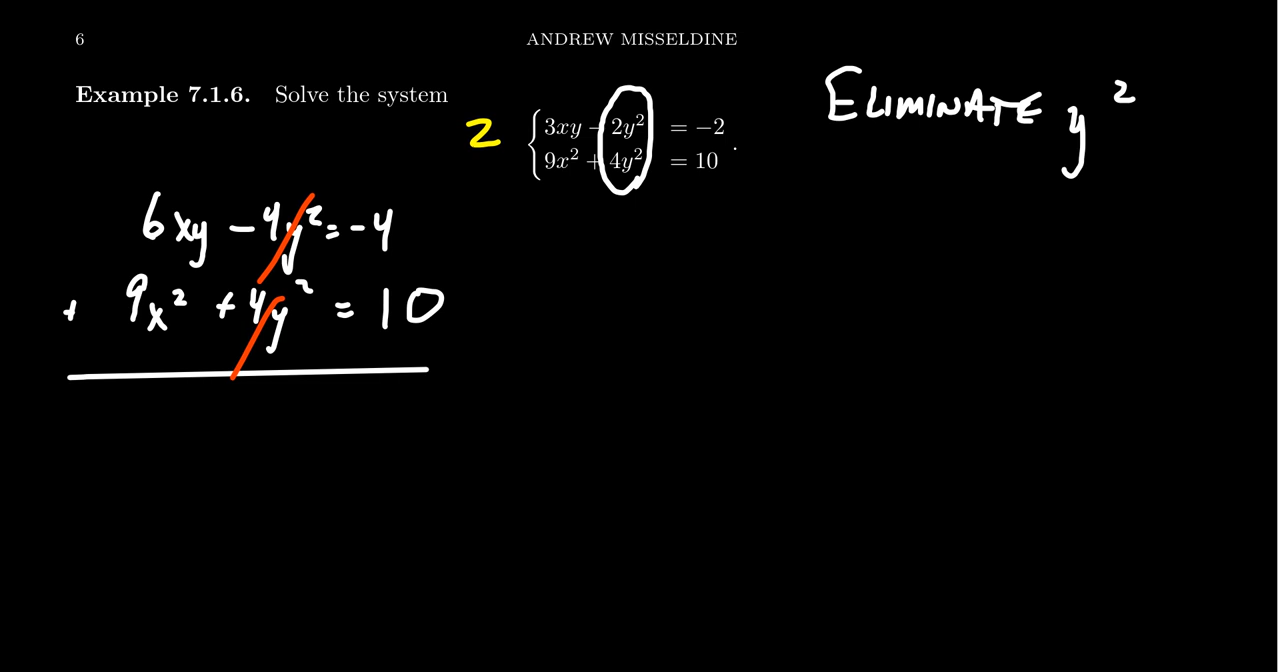 6 ANDREW MISSELDINE
Example 7.1.6. Solve the system
ELIMINATE y²
2 { 3xy − 2y² = −2
9x² + 4y² = 10 .
6xy − 4y² = −4
+ 9x² + 4y² = 10